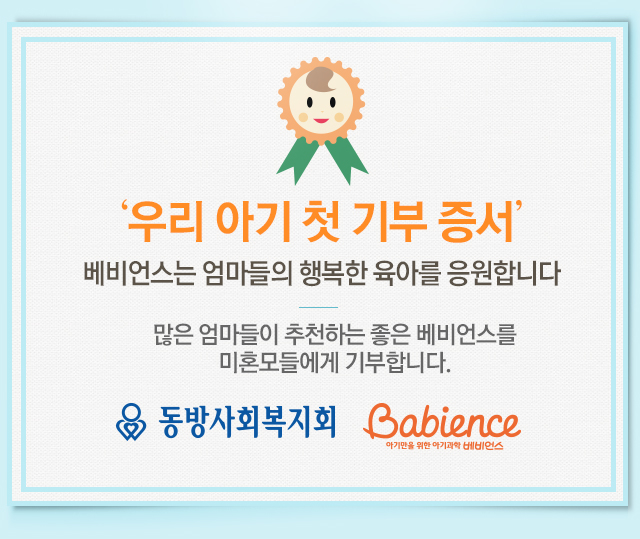 ‘우리 아기 첫 기부 증서’
베비언스는 엄마들의 행복한 육아를 응원합니다
많은 엄마들이 추천하는 좋은 베비언스를
미혼모들에게 기부합니다.
동방사회복지회
Babience
아기만을 위한 아기과학 베비언스